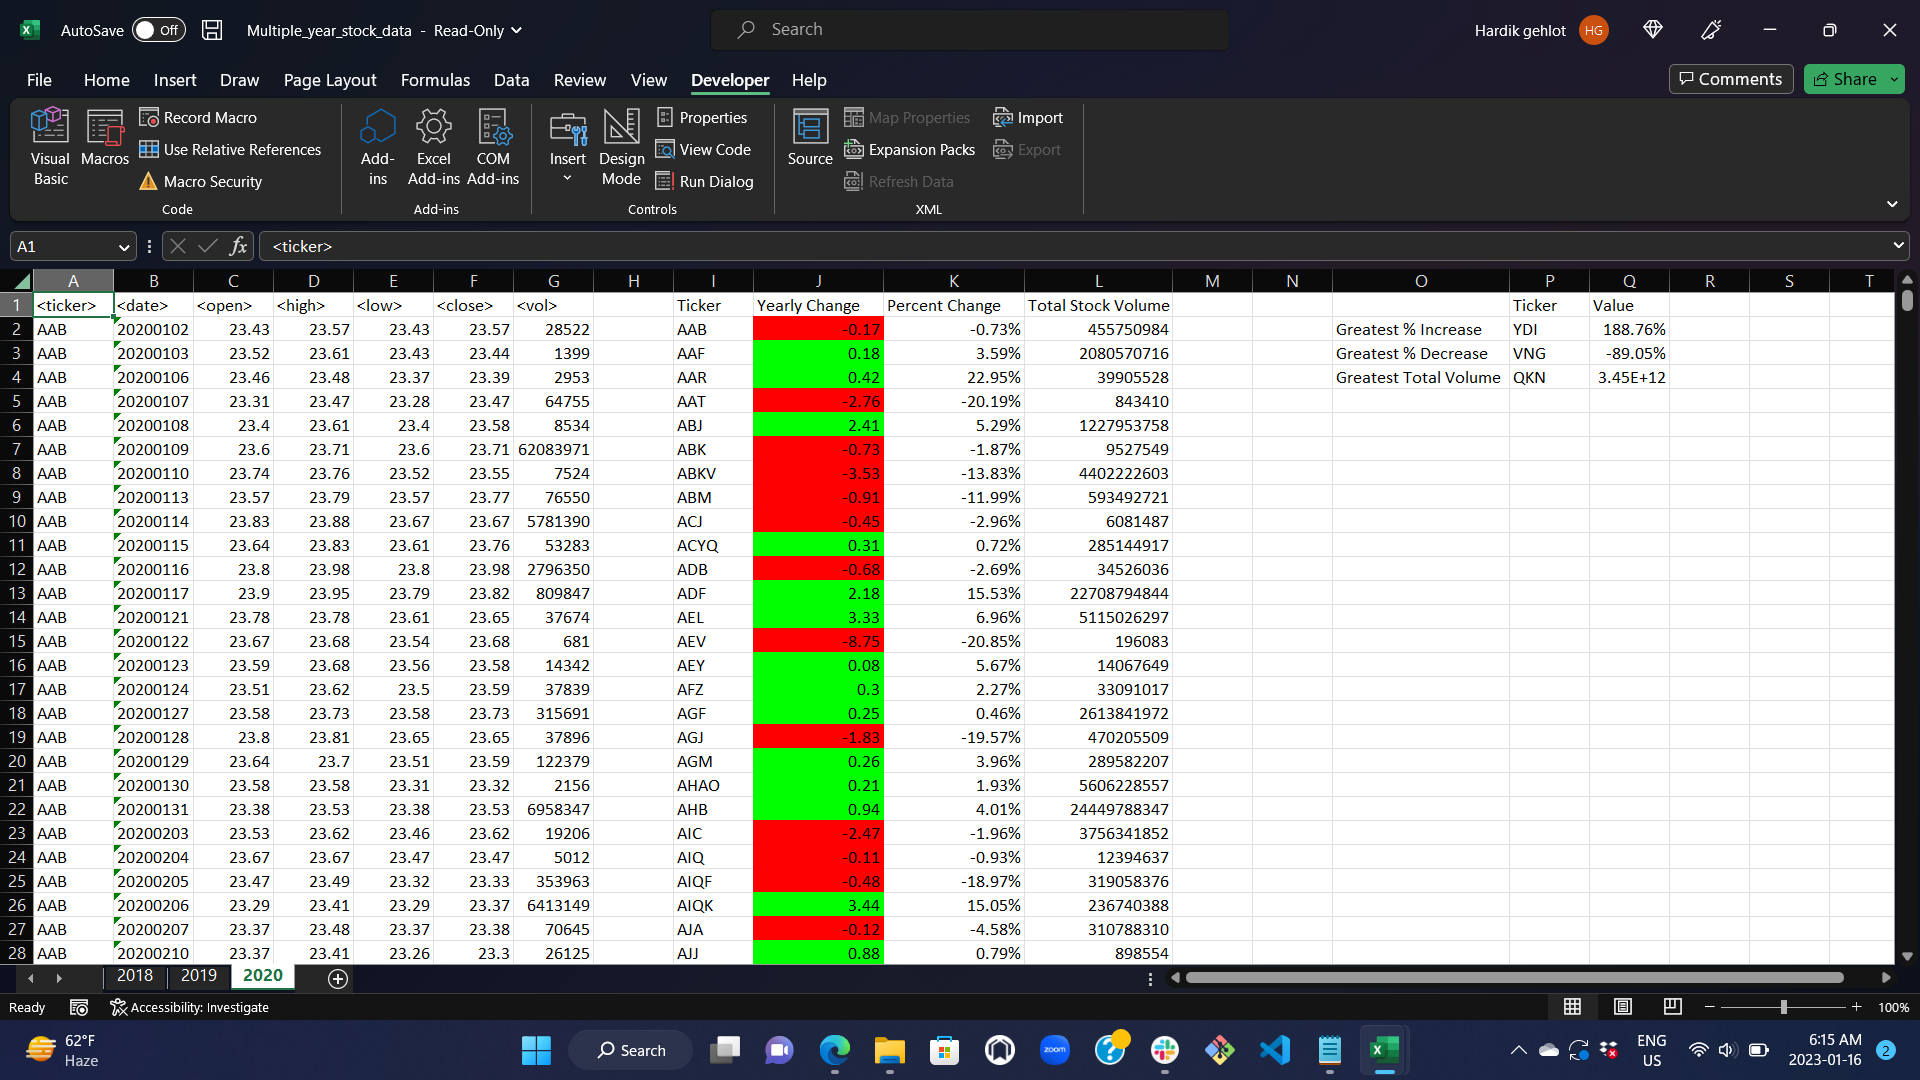 AutoSave Off Multiple_year_stock_data - Read-Only Search Hardik gehlot HG
File Home Insert Draw Page Layout Formulas Data Review View Developer Help Comments Share
Visual Basic
Macros
Record Macro
Use Relative References
Macro Security
Code
Add-ins
Excel Add-ins
COM Add-ins
Add-ins
Insert
Design Mode
Properties
View Code
Run Dialog
Controls
Source
Map Properties
Expansion Packs
Refresh Data
Import
Export
XML
A1 fx <ticker>
A B C D E F G H I J K L M N O P Q R S T
1 <ticker> <date> <open> <high> <low> <close> <vol> Ticker Yearly Change Percent Change Total Stock Volume Ticker Value
2 AAB 20200102 23.43 23.57 23.43 23.57 28522 AAB -0.17 -0.73% 455750984 Greatest % Increase YDI 188.76%
3 AAB 20200103 23.52 23.61 23.43 23.44 1399 AAF 0.18 3.59% 2080570716 Greatest % Decrease VNG -89.05%
4 AAB 20200106 23.46 23.48 23.37 23.39 2953 AAR 0.42 22.95% 39905528 Greatest Total Volume QKN 3.45E+12
5 AAB 20200107 23.31 23.47 23.28 23.47 64755 AAT -2.76 -20.19% 843410
6 AAB 20200108 23.4 23.61 23.4 23.58 8534 ABJ 2.41 5.29% 1227953758
7 AAB 20200109 23.6 23.71 23.6 23.71 62083971 ABK -0.73 -1.87% 9527549
8 AAB 20200110 23.74 23.76 23.52 23.55 7524 ABKV -3.53 -13.83% 4402222603
9 AAB 20200113 23.57 23.79 23.57 23.77 76550 ABM -0.91 -11.99% 593492721
10 AAB 20200114 23.83 23.88 23.67 23.67 5781390 ACJ -0.45 -2.96% 6081487
11 AAB 20200115 23.64 23.83 23.61 23.76 53283 ACYQ 0.31 0.72% 285144917
12 AAB 20200116 23.8 23.98 23.8 23.98 2796350 ADB -0.68 -2.69% 34526036
13 AAB 20200117 23.9 23.95 23.79 23.82 809847 ADF 2.18 15.53% 22708794844
14 AAB 20200121 23.78 23.78 23.61 23.65 37674 AEL 3.33 6.96% 5115026297
15 AAB 20200122 23.67 23.68 23.54 23.68 681 AEV -8.75 -20.85% 196083
16 AAB 20200123 23.59 23.68 23.56 23.58 14342 AEY 0.08 5.67% 14067649
17 AAB 20200124 23.51 23.62 23.5 23.59 37839 AFZ 0.3 2.27% 33091017
18 AAB 20200127 23.58 23.73 23.58 23.73 315691 AGF 0.25 0.46% 2613841972
19 AAB 20200128 23.8 23.81 23.65 23.65 37896 AGJ -1.83 -19.57% 470205509
20 AAB 20200129 23.64 23.7 23.51 23.59 122379 AGM 0.26 3.96% 289582207
21 AAB 20200130 23.58 23.58 23.31 23.32 2156 AHAO 0.21 1.93% 5606228557
22 AAB 20200131 23.38 23.53 23.38 23.53 6958347 AHB 0.94 4.01% 24449788347
23 AAB 20200203 23.53 23.62 23.46 23.62 19206 AIC -2.47 -1.96% 3756341852
24 AAB 20200204 23.67 23.67 23.47 23.47 5012 AIQ -0.11 -0.93% 12394637
25 AAB 20200205 23.47 23.49 23.32 23.33 353963 AIQF -0.48 -18.97% 319058376
26 AAB 20200206 23.29 23.41 23.29 23.37 6413149 AIQK 3.44 15.05% 236740388
27 AAB 20200207 23.37 23.48 23.37 23.38 70645 AJA -0.12 -4.58% 310788310
28 AAB 20200210 23.37 23.41 23.26 23.3 26125 AJJ 0.88 0.79% 898554
2018 2019 2020
Ready Accessibility: Investigate 100%
62°F
Haze
Search
zoom
ENG
US
6:15 AM
2023-01-16
2